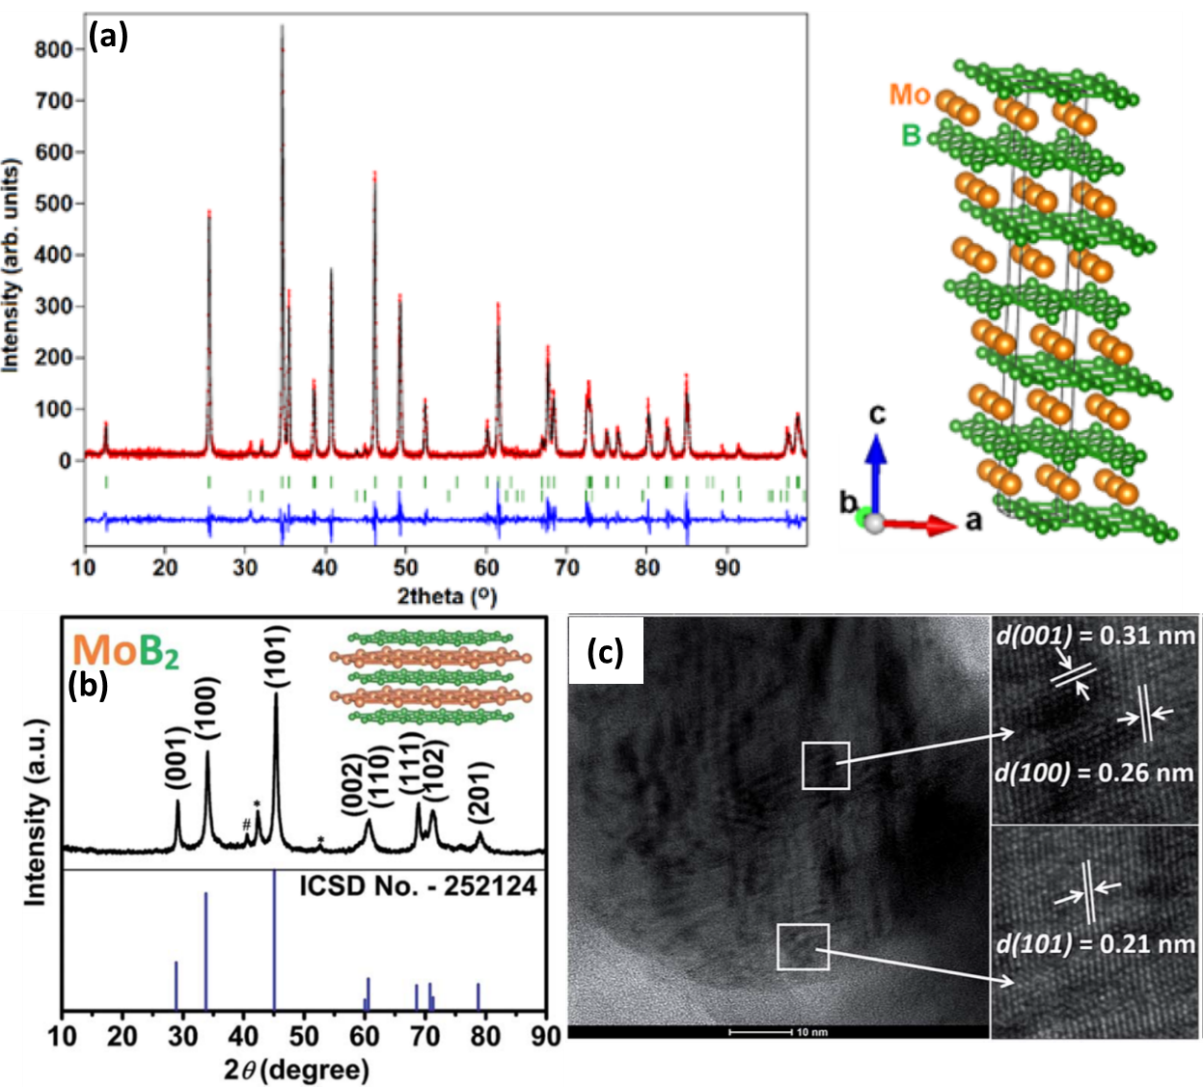 (a)
800
700
600
500
400
300
200
100
0
Intensity (arb. units)
10 20 30 40 50 60 70 80 90
2theta (º)
Mo
B
c
b
a
MoB2
(b)
(001)
(100)
#
*
(101)
*
(002)
(110)
(111)
(102)
(201)
Intensity (a.u.)
ICSD No. - 252124
10 20 30 40 50 60 70 80 90
2θ (degree)
(c)
10 nm
d(001) = 0.31 nm
d(100) = 0.26 nm
d(101) = 0.21 nm